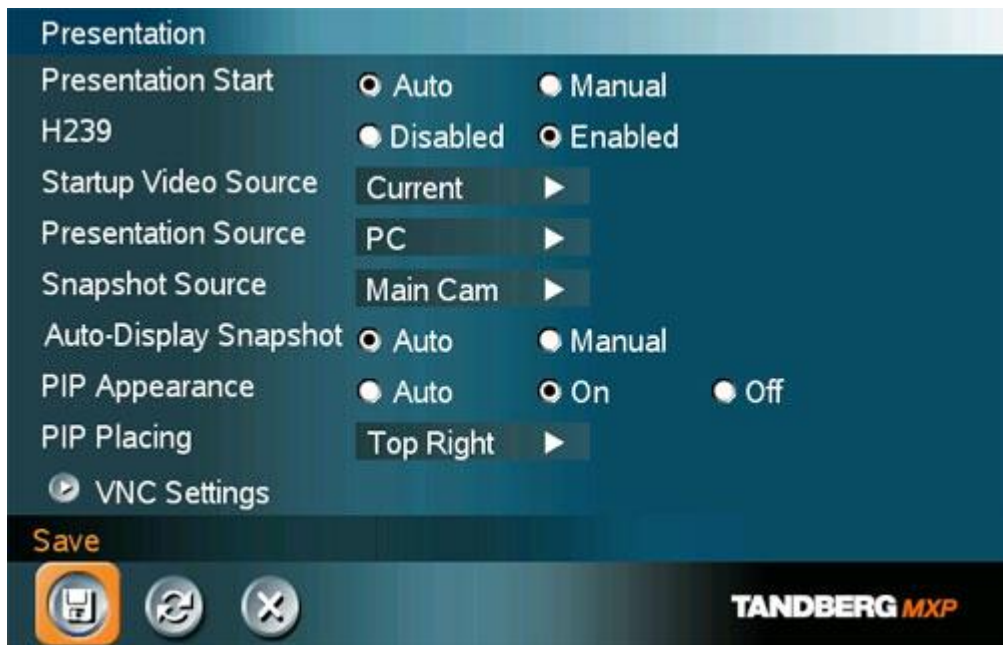 Presentation
Presentation Start Auto Manual
H239 Disabled Enabled
Startup Video Source Current
Presentation Source PC
Snapshot Source Main Cam
Auto-Display Snapshot Auto Manual
PIP Appearance Auto On Off
PIP Placing Top Right
VNC Settings
Save
TANDBERG MXP